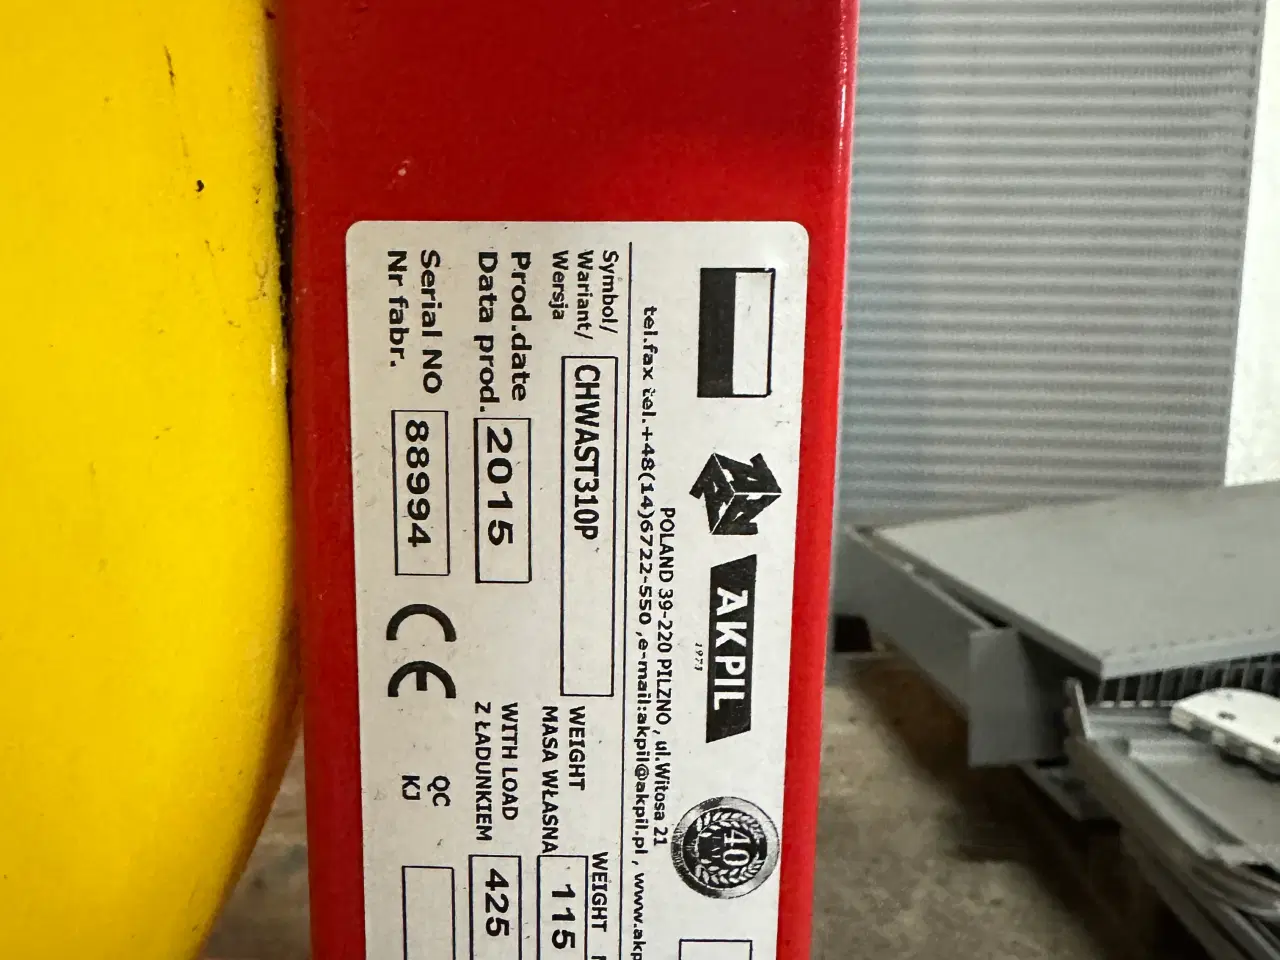 AKPIL
1973
40
POLAND 39-220 PILZNO, ul.Witosa 21
tel.fax tel.+48(14)6722-550 ,e-mail:akpil@akpil.pl , www.akp
Symbol/
Wariant/
Wersja
CHWAST310P
WEIGHT
WEIGHT
MASA WŁASNA
115
Prod.date
Data prod.
2015
WITH LOAD
Z ŁADUNKIEM
425
Serial NO
Nr fabr.
88994
CE
QC
KJ